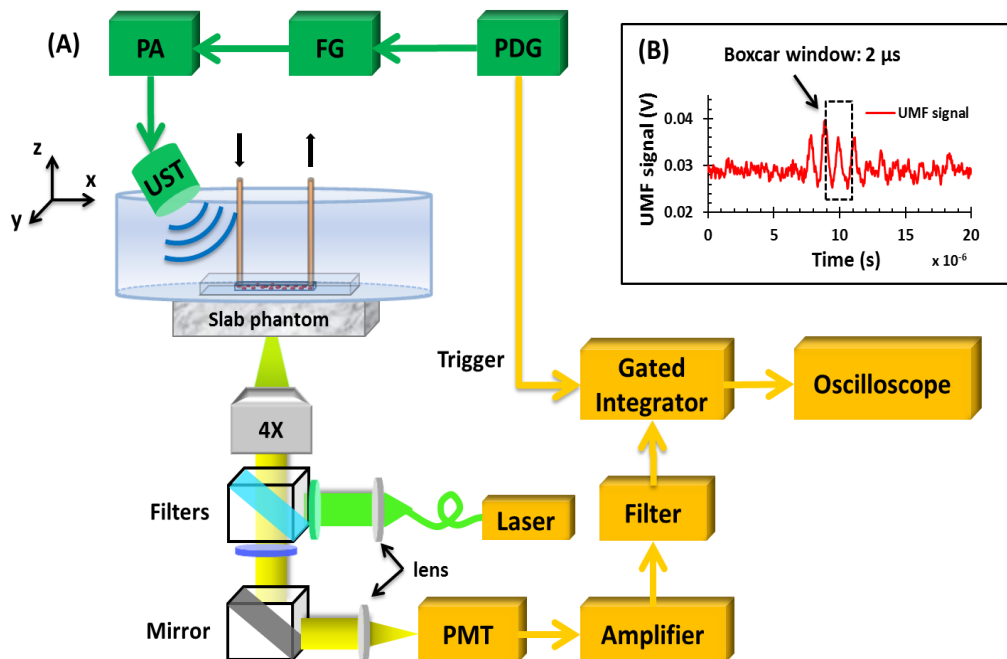 (A)
PA
FG
PDG
(B)
Boxcar window: 2 µs
UMF signal
UMF signal (V)
0.04
0.03
0.02
0
5
10
15
20
Time (s)
x 10-6
z
x
y
UST
Slab phantom
Trigger
Gated
Integrator
Oscilloscope
4X
Filters
Laser
Filter
lens
Mirror
PMT
Amplifier